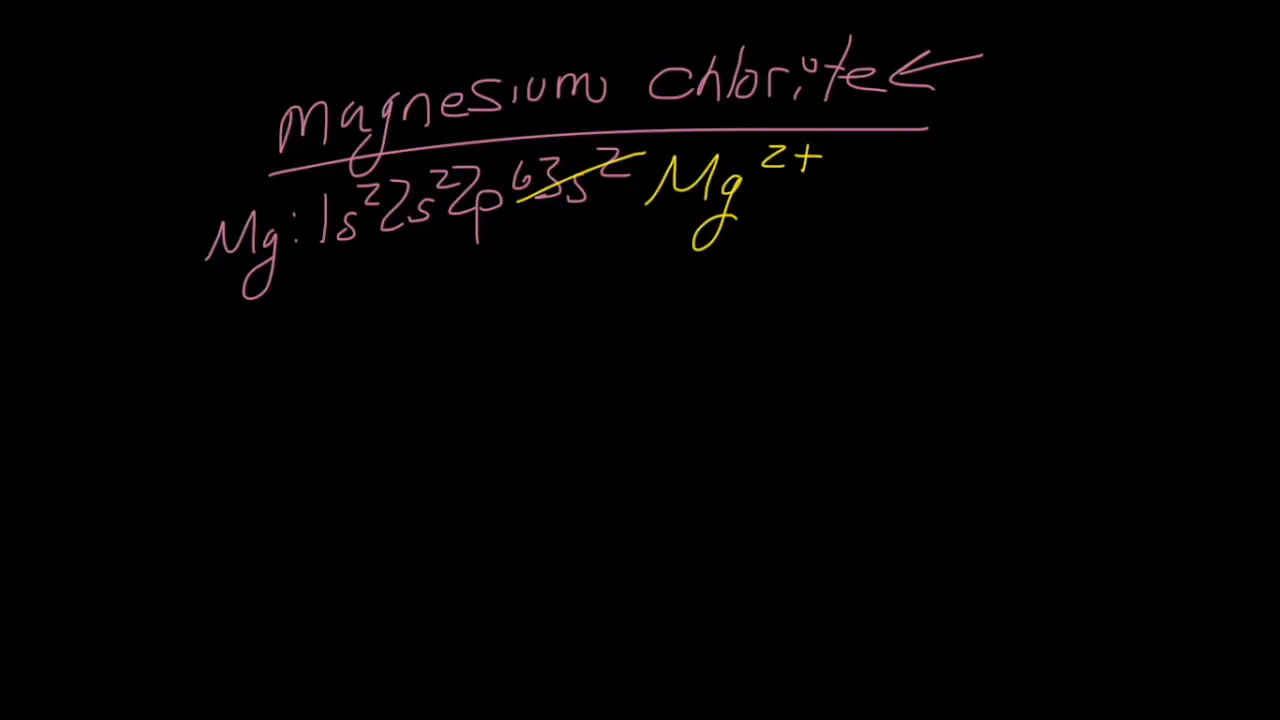 Magnesium chlorite ←
Mg: 1s²2s²2p⁶3s² Mg²⁺